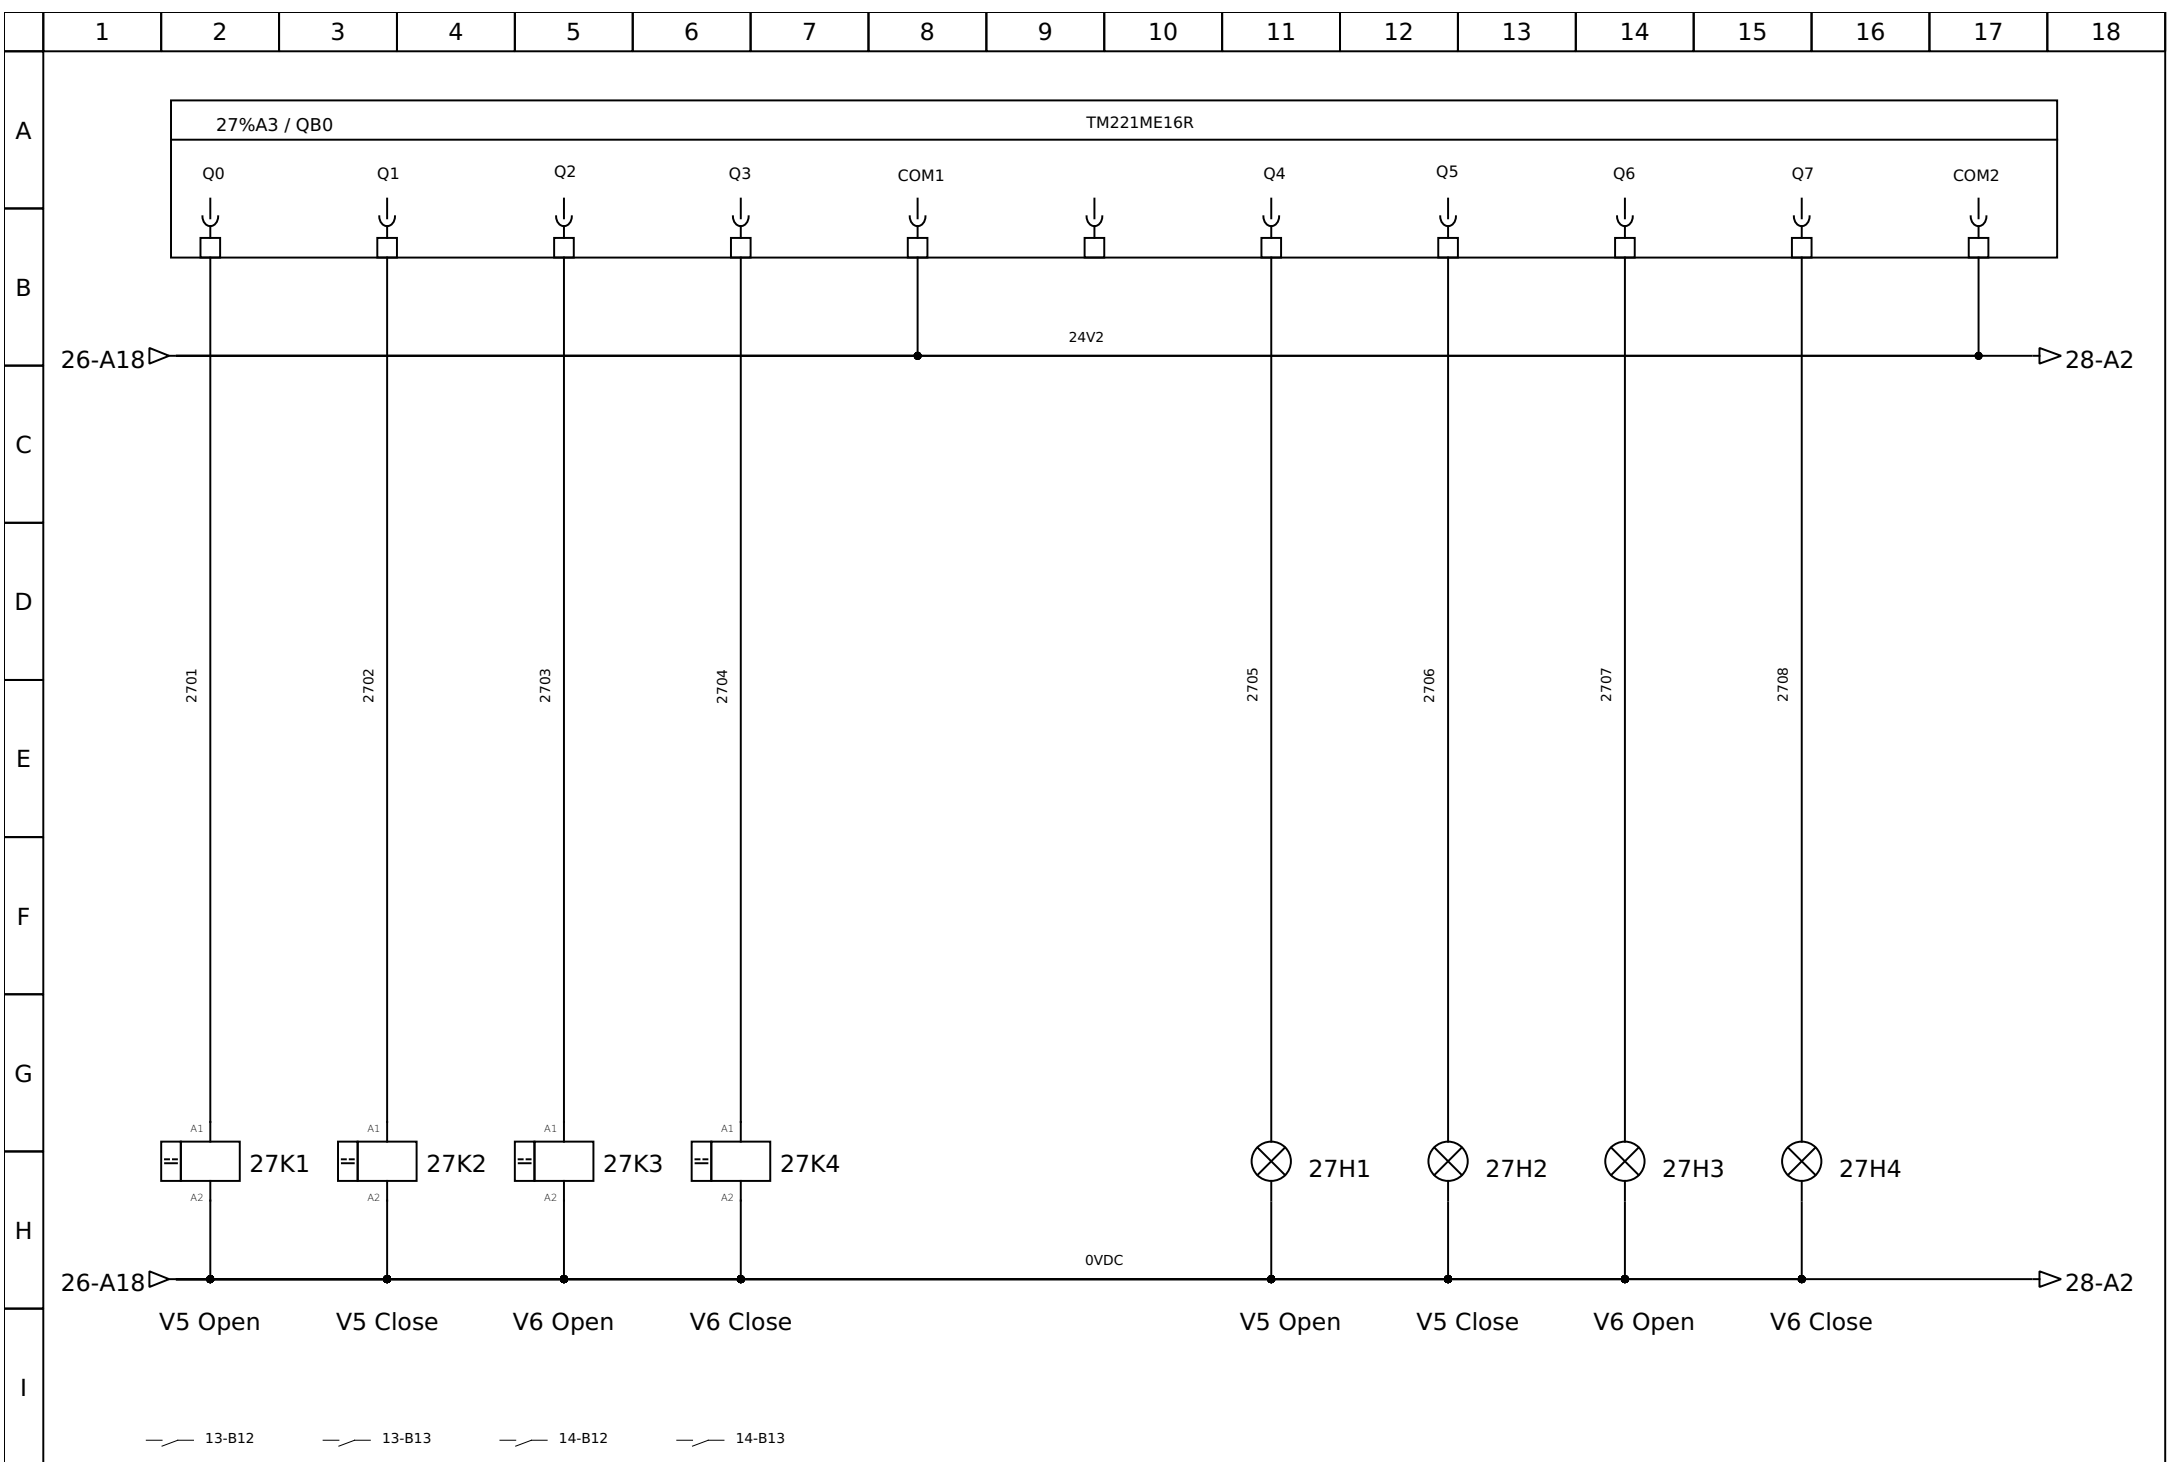 1 2 3 4 5 6 7 8 9 10 11 12 13 14 15 16 17 18
A
27%A3 / QB0 TM221ME16R
Q0 Q1 Q2 Q3 COM1 Q4 Q5 Q6 Q7 COM2
B
24V2
26-A18 28-A2
C
D
2701 2702 2703 2704 2705 2706 2707 2708
E
F
G
A1 A1 A1 A1
27K1 27K2 27K3 27K4 27H1 27H2 27H3 27H4
A2 A2 A2 A2
H
0VDC
26-A18 28-A2
V5 Open V5 Close V6 Open V6 Close V5 Open V5 Close V6 Open V6 Close
I
13-B12 13-B13 14-B12 14-B13